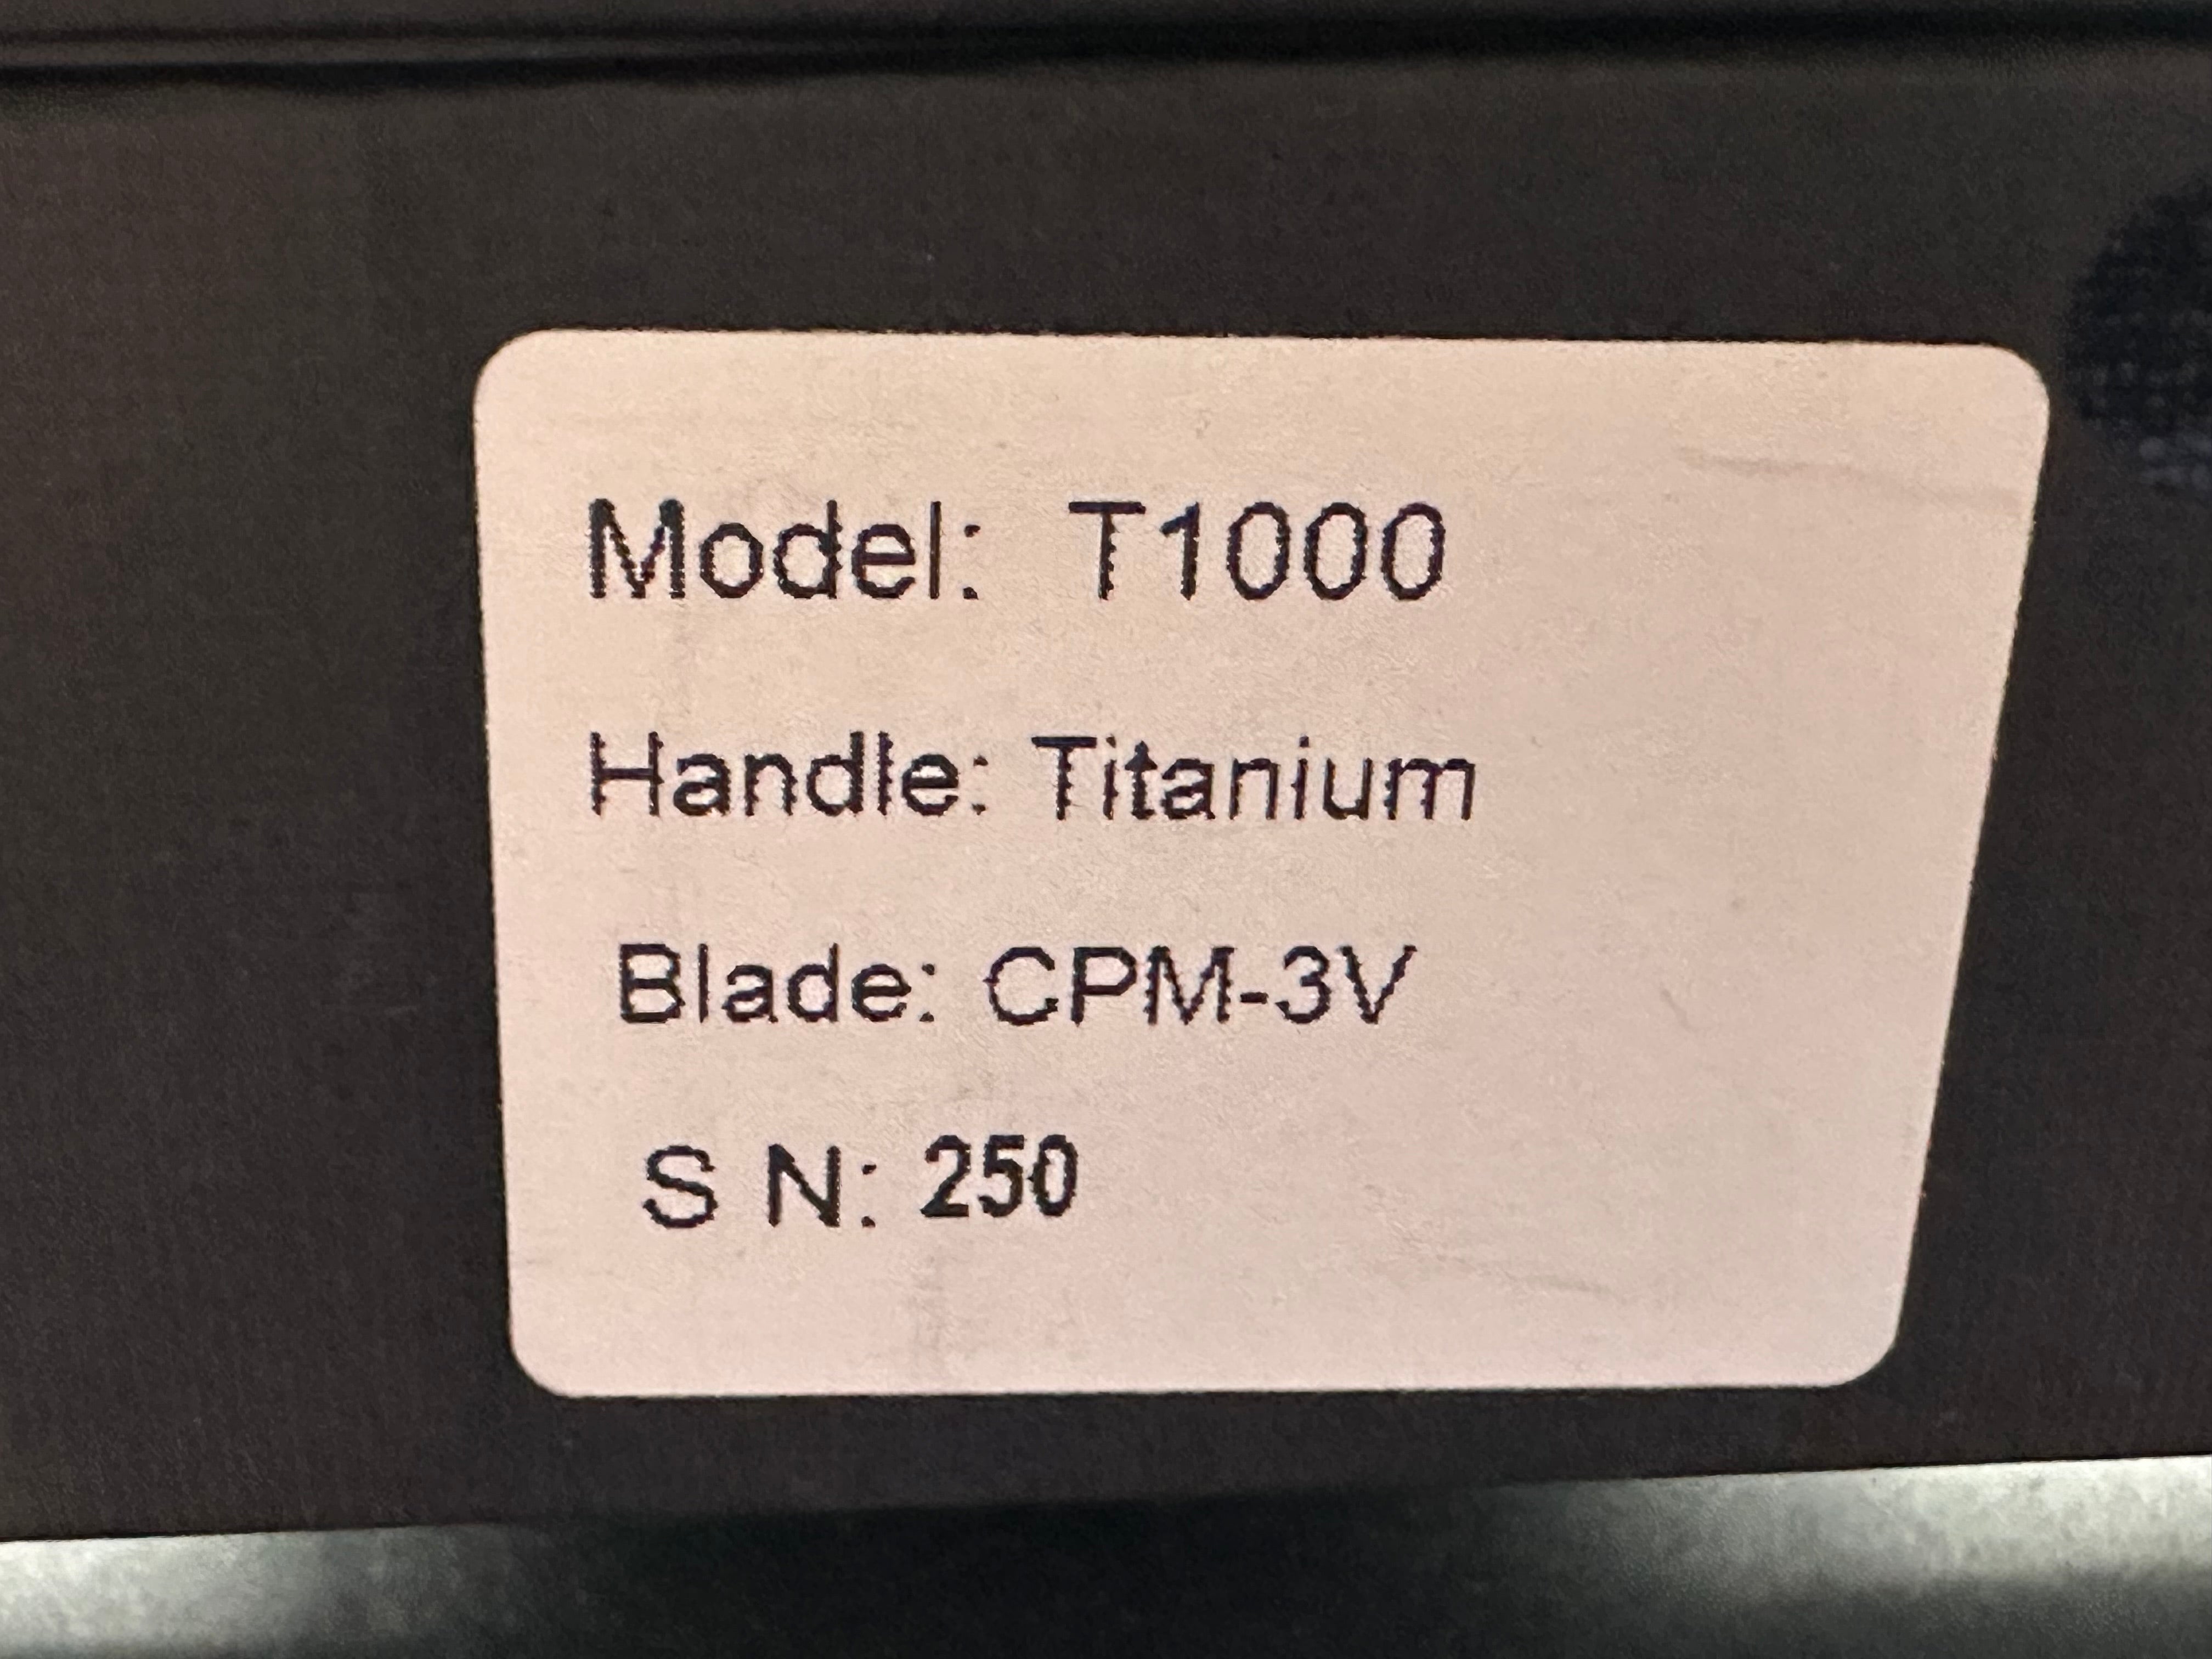 Model: T1000
Handle: Titanium
Blade: CPM-3V
S N: 250